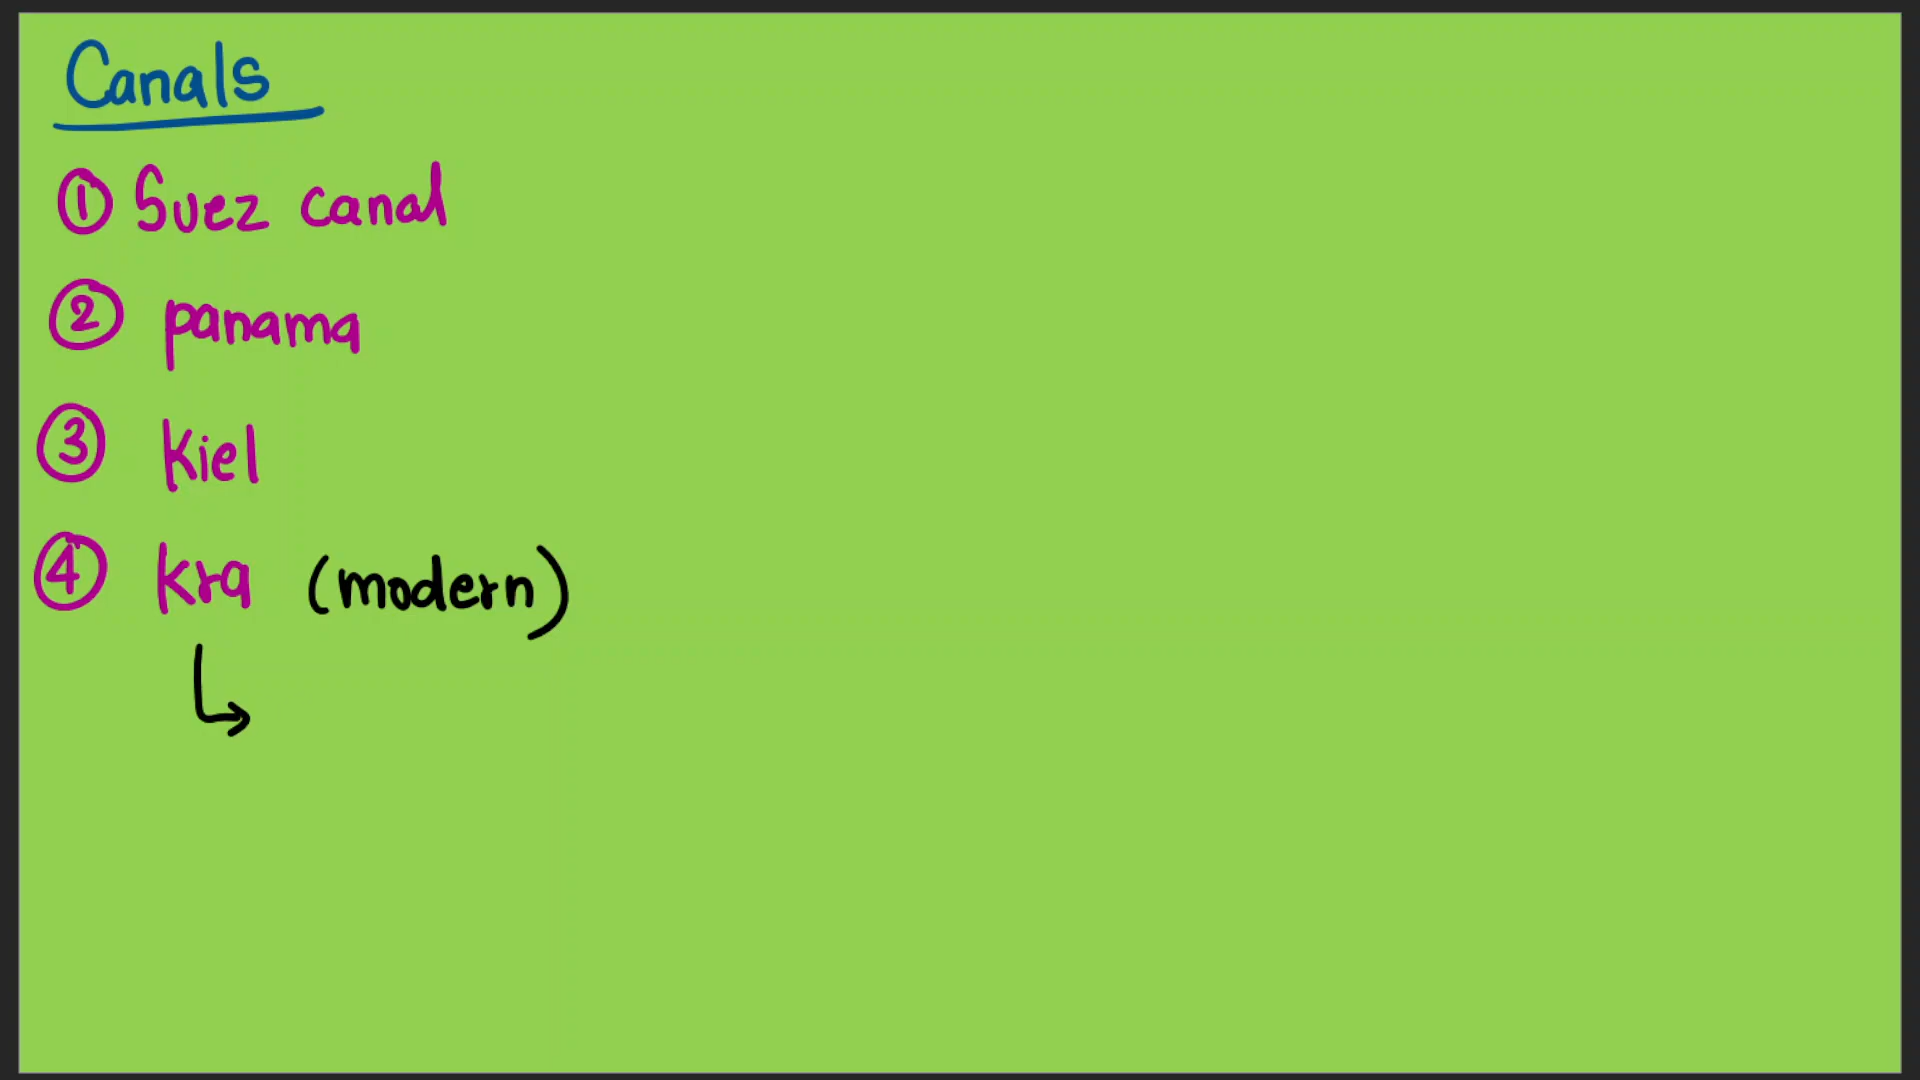 Canals
① Suez canal
② panama
③ Kiel
④ kra (modern)